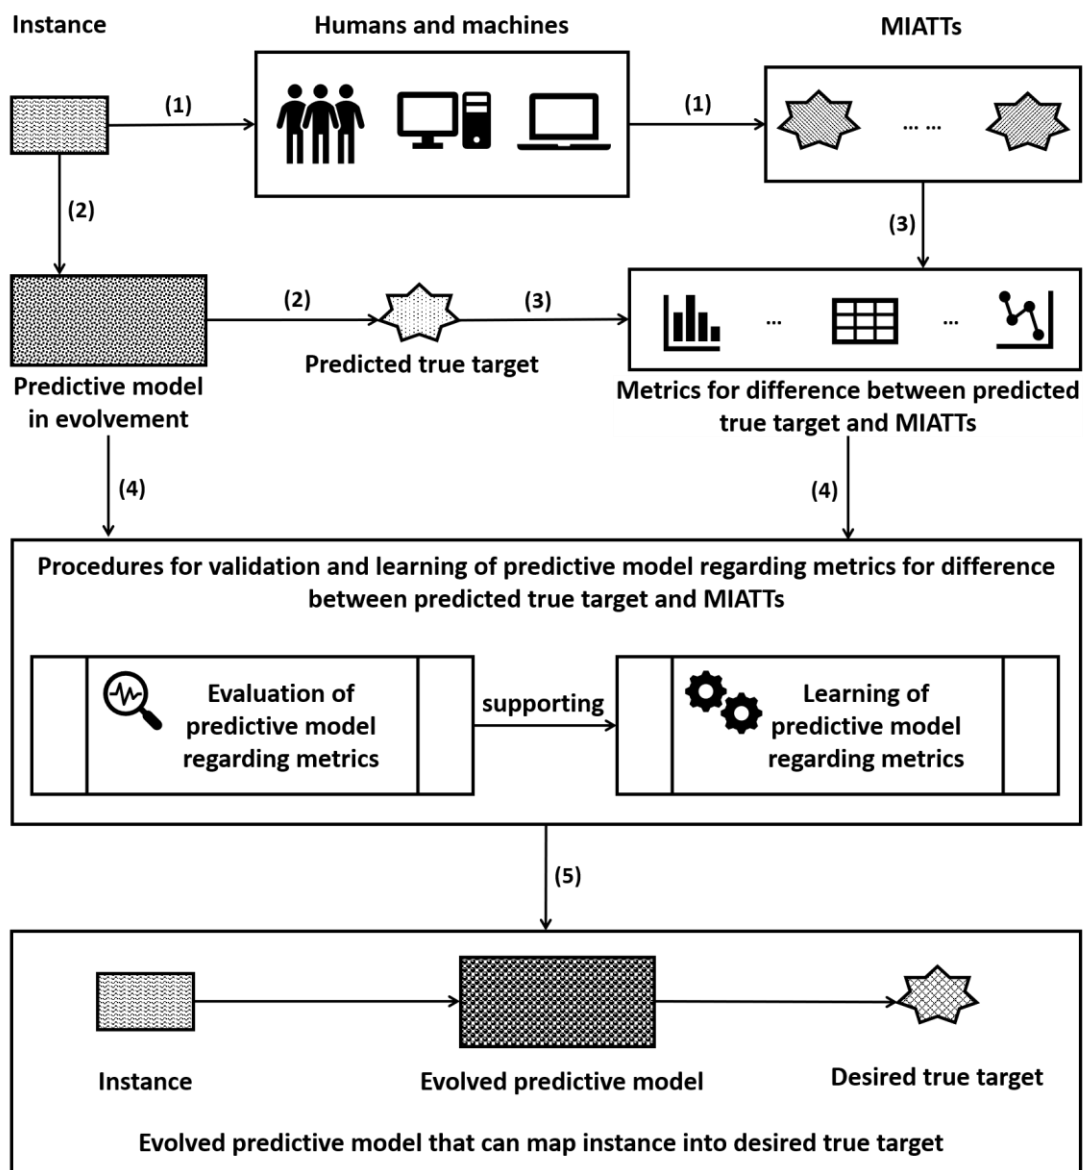 Instance
Humans and machines
MIATTs
(1)
(1)
... ...
(2)
(3)
(2)
(3)
...
...
Predicted true target
Predictive model
in evolvement
Metrics for difference between predicted
true target and MIATTs
(4)
(4)
Procedures for validation and learning of predictive model regarding metrics for difference
between predicted true target and MIATTs
Evaluation of
predictive model
regarding metrics
supporting
Learning of
predictive model
regarding metrics
(5)
Instance
Evolved predictive model
Desired true target
Evolved predictive model that can map instance into desired true target